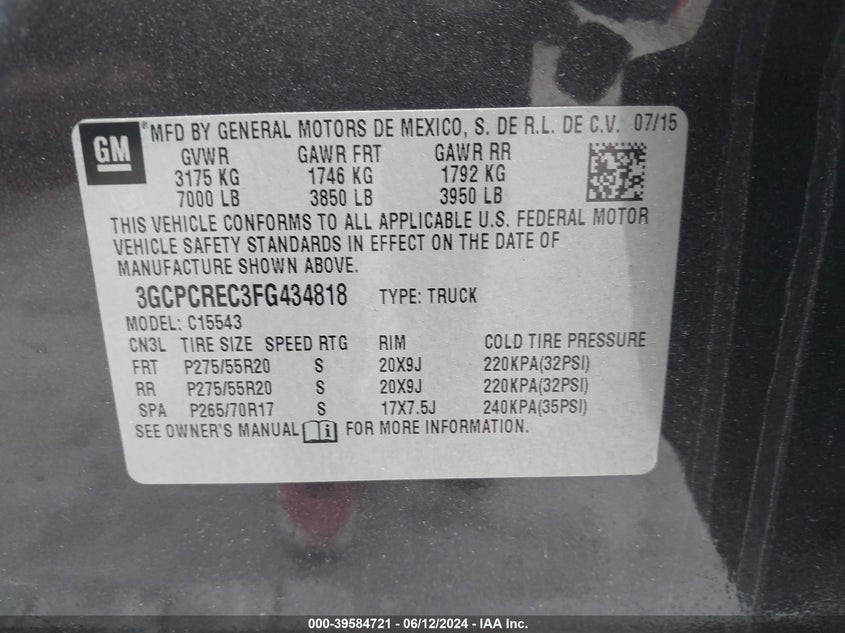 GM
® MFD BY GENERAL MOTORS DE MEXICO, S. DE R.L. DE C.V. 07/15
GVWR GAWR FRT GAWR RR
3175 KG 1746 KG 1792 KG
7000 LB 3850 LB 3950 LB
THIS VEHICLE CONFORMS TO ALL APPLICABLE U.S. FEDERAL MOTOR
VEHICLE SAFETY STANDARDS IN EFFECT ON THE DATE OF
MANUFACTURE SHOWN ABOVE.
3GCPCREC3FG434818 TYPE: TRUCK
MODEL: C15543
CN3L TIRE SIZE SPEED RTG RIM COLD TIRE PRESSURE
FRT P275/55R20 S 20X9J 220KPA(32PSI)
RR P275/55R20 S 20X9J 220KPA(32PSI)
SPA P265/70R17 S 17X7.5J 240KPA(35PSI)
SEE OWNER'S MANUAL i FOR MORE INFORMATION.
000-39584721 - 06/12/2024 - IAA Inc.